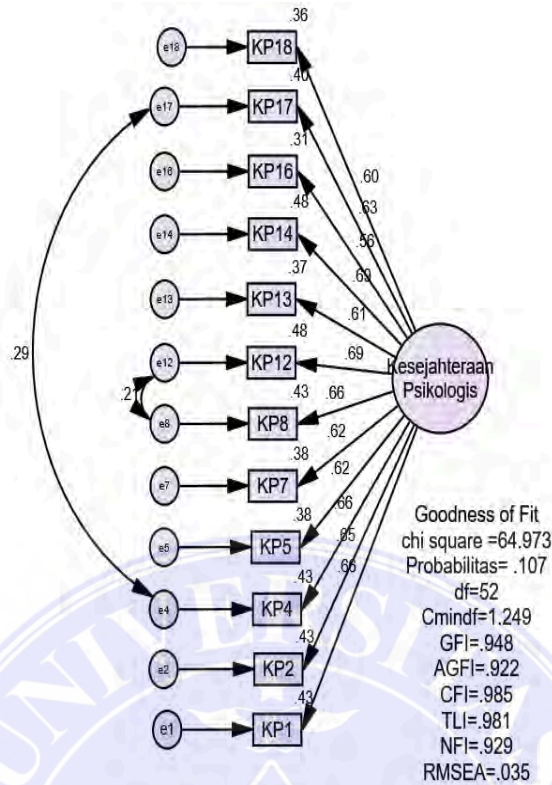 .36
e18 KP18
.40
e17 KP17
.31
e16 KP16
.60
.48
.63
e14 KP14
.56
.37
.69
e13 KP13
.61
.48
.29
e12 KP12
.69
Kesejahteraan
Psikologis
.2
.43
.66
e8 KP8
.62
.38
e7 KP7
.62
.38
.66
e5 KP5
.65
.43
.66
e4 KP4
.43
e2 KP2
.43
e1 KP1
Goodness of Fit
chi square =64.973
Probabilitas= .107
df=52
Cmindf=1.249
GFI=.948
AGFI=.922
CFI=.985
TLI=.981
NFI=.929
RMSEA=.035
UNIVERSI